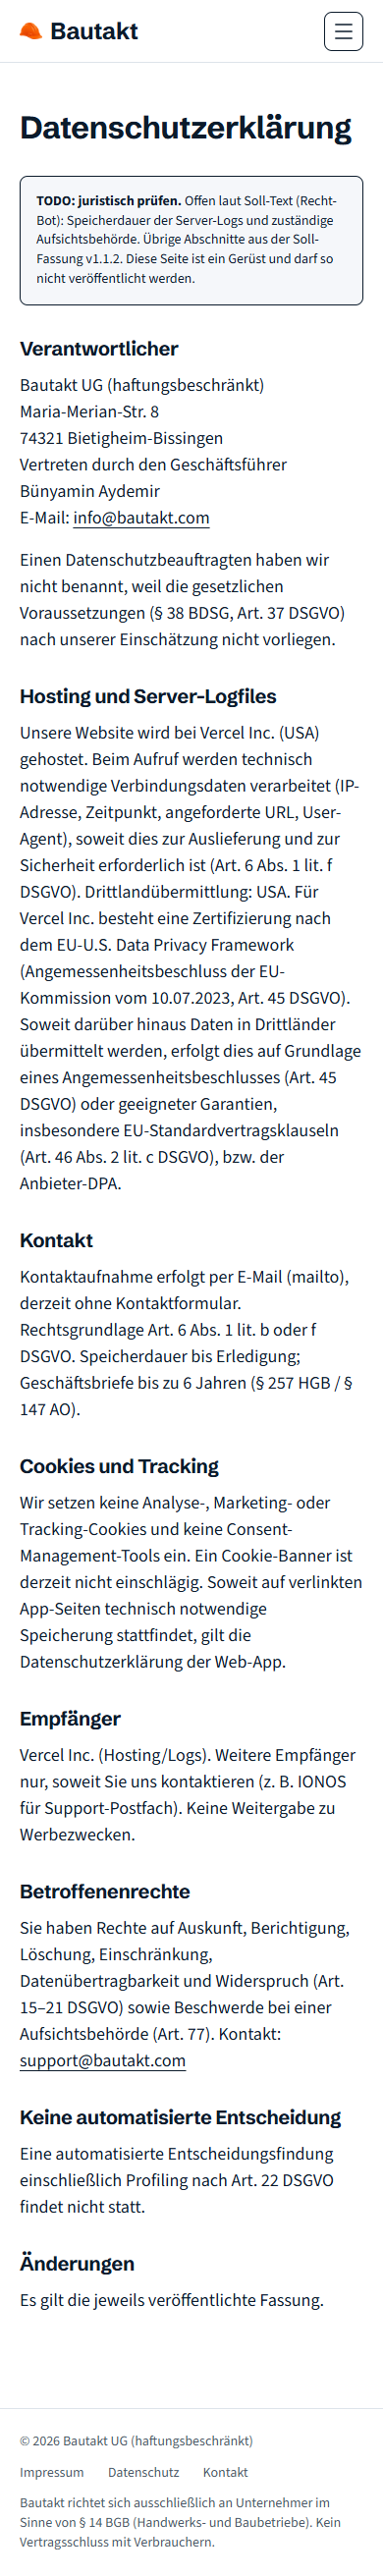 Bautakt
Datenschutzerklärung
TODO: juristisch prüfen. Offen laut Soll-Text (Recht-
Bot): Speicherdauer der Server-Logs und zuständige
Aufsichtsbehörde. Übrige Abschnitte aus der Soll-
Fassung v1.1.2. Diese Seite ist ein Gerüst und darf so
nicht veröffentlicht werden.
Verantwortlicher
Bautakt UG (haftungsbeschränkt)
Maria-Merian-Str. 8
74321 Bietigheim-Bissingen
Vertreten durch den Geschäftsführer
Bünyamin Aydemir
E-Mail: info@bautakt.com
Einen Datenschutzbeauftragten haben wir
nicht benannt, weil die gesetzlichen
Voraussetzungen (§ 38 BDSG, Art. 37 DSGVO)
nach unserer Einschätzung nicht vorliegen.
Hosting und Server-Logfiles
Unsere Website wird bei Vercel Inc. (USA)
gehostet. Beim Aufruf werden technisch
notwendige Verbindungsdaten verarbeitet (IP-
Adresse, Zeitpunkt, angeforderte URL, User-
Agent), soweit dies zur Auslieferung und zur
Sicherheit erforderlich ist (Art. 6 Abs. 1 lit. f
DSGVO). Drittlandübermittlung: USA. Für
Vercel Inc. besteht eine Zertifizierung nach
dem EU-U.S. Data Privacy Framework
(Angemessenheitsbeschluss der EU-
Kommission vom 10.07.2023, Art. 45 DSGVO).
Soweit darüber hinaus Daten in Drittländer
übermittelt werden, erfolgt dies auf Grundlage
eines Angemessenheitsbeschlusses (Art. 45
DSGVO) oder geeigneter Garantien,
insbesondere EU-Standardvertragsklauseln
(Art. 46 Abs. 2 lit. c DSGVO), bzw. der
Anbieter-DPA.
Kontakt
Kontaktaufnahme erfolgt per E-Mail (mailto),
derzeit ohne Kontaktformular.
Rechtsgrundlage Art. 6 Abs. 1 lit. b oder f
DSGVO. Speicherdauer bis Erledigung;
Geschäftsbriefe bis zu 6 Jahren (§ 257 HGB / §
147 AO).
Cookies und Tracking
Wir setzen keine Analyse-, Marketing- oder
Tracking-Cookies und keine Consent-
Management-Tools ein. Ein Cookie-Banner ist
derzeit nicht einschlägig. Soweit auf verlinkten
App-Seiten technisch notwendige
Speicherung stattfindet, gilt die
Datenschutzerklärung der Web-App.
Empfänger
Vercel Inc. (Hosting/Logs). Weitere Empfänger
nur, soweit Sie uns kontaktieren (z. B. IONOS
für Support-Postfach). Keine Weitergabe zu
Werbezwecken.
Betroffenenrechte
Sie haben Rechte auf Auskunft, Berichtigung,
Löschung, Einschränkung,
Datenübertragbarkeit und Widerspruch (Art.
15–21 DSGVO) sowie Beschwerde bei einer
Aufsichtsbehörde (Art. 77). Kontakt:
support@bautakt.com
Keine automatisierte Entscheidung
Eine automatisierte Entscheidungsfindung
einschließlich Profiling nach Art. 22 DSGVO
findet nicht statt.
Änderungen
Es gilt die jeweils veröffentlichte Fassung.
© 2026 Bautakt UG (haftungsbeschränkt)
Impressum Datenschutz Kontakt
Bautakt richtet sich ausschließlich an Unternehmer im
Sinne von § 14 BGB (Handwerks- und Baubetriebe). Kein
Vertragsschluss mit Verbrauchern.